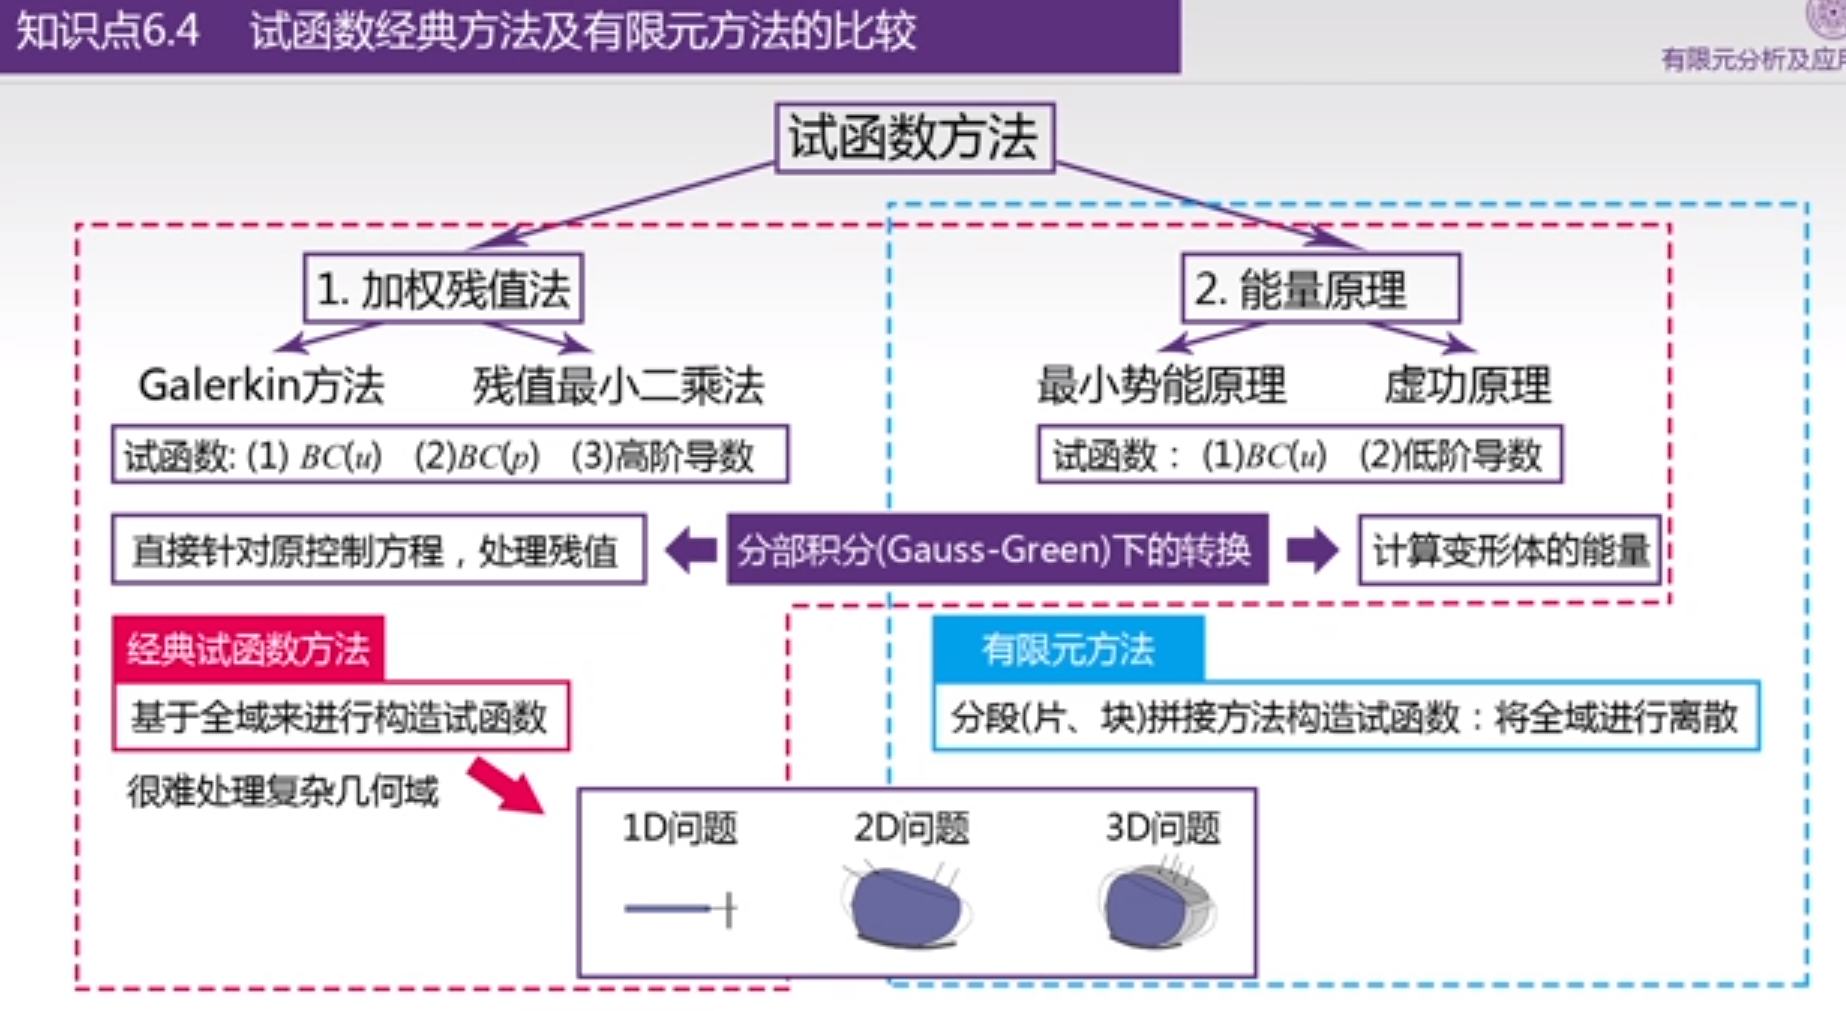 知识点6.4 试函数经典方法及有限元方法的比较
有限元分析及应用
试函数方法
1. 加权残值法
2. 能量原理
Galerkin方法 残值最小二乘法
最小势能原理 虚功原理
试函数: (1) BC(u) (2)BC(p) (3)高阶导数
试函数： (1)BC(u) (2)低阶导数
直接针对原控制方程，处理残值
分部积分(Gauss-Green)下的转换
计算变形体的能量
经典试函数方法
基于全域来进行构造试函数
很难处理复杂几何域
有限元方法
分段(片、块)拼接方法构造试函数：将全域进行离散
1D问题 2D问题 3D问题